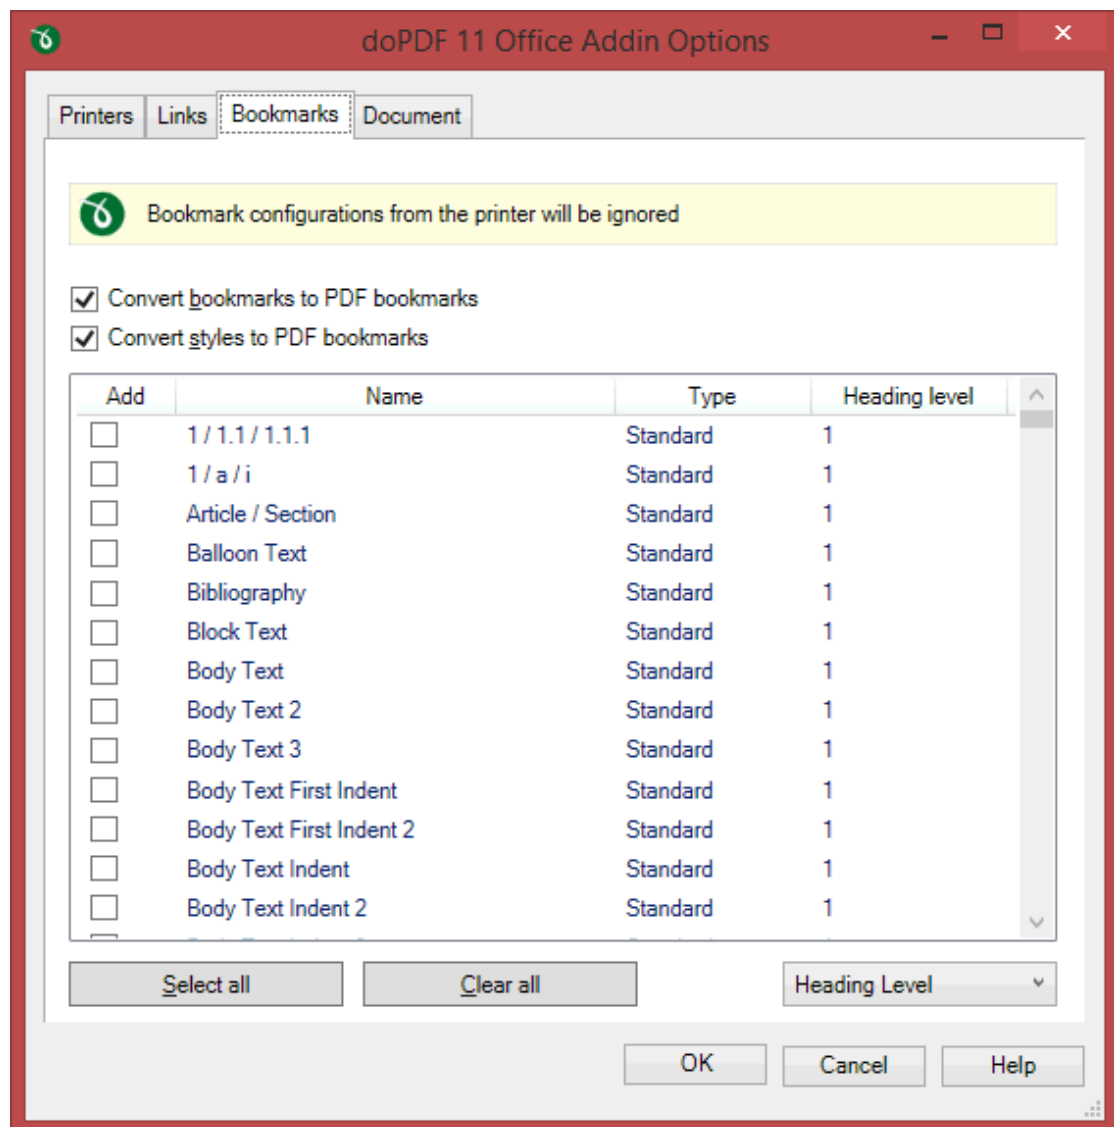 doPDF 11 Office Addin Options
Printers Links Bookmarks Document
Bookmark configurations from the printer will be ignored
Convert bookmarks to PDF bookmarks
Convert styles to PDF bookmarks
Add Name Type Heading level
1 / 1.1 / 1.1.1 Standard 1
1 / a / i Standard 1
Article / Section Standard 1
Balloon Text Standard 1
Bibliography Standard 1
Block Text Standard 1
Body Text Standard 1
Body Text 2 Standard 1
Body Text 3 Standard 1
Body Text First Indent Standard 1
Body Text First Indent 2 Standard 1
Body Text Indent Standard 1
Body Text Indent 2 Standard 1
Select all Clear all Heading Level
OK Cancel Help